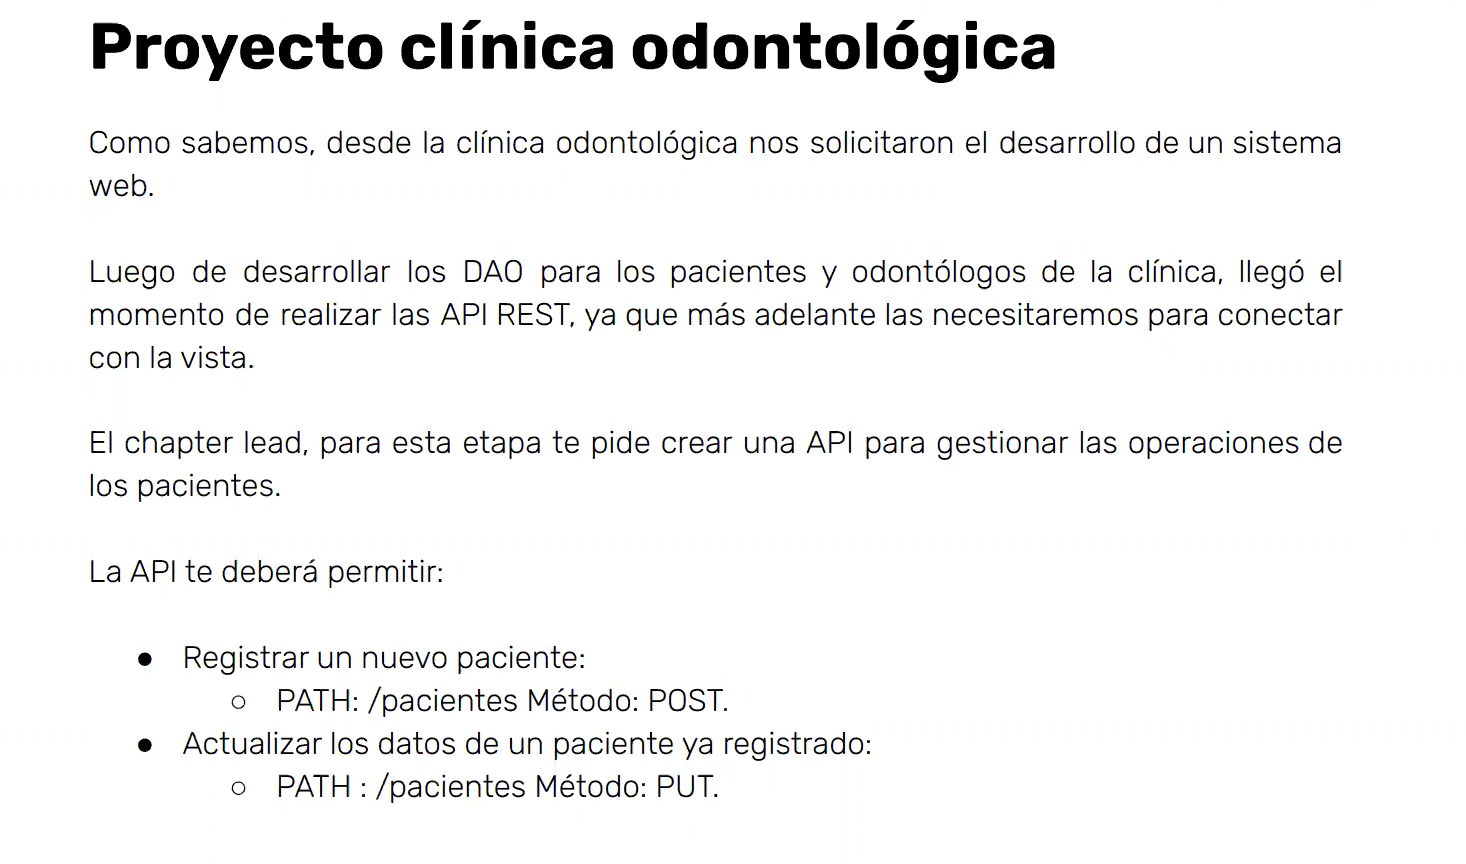 Proyecto clínica odontológica
Como sabemos, desde la clínica odontológica nos solicitaron el desarrollo de un sistema
web.
Luego de desarrollar los DAO para los pacientes y odontólogos de la clínica, llegó el
momento de realizar las API REST, ya que más adelante las necesitaremos para conectar
con la vista.
El chapter lead, para esta etapa te pide crear una API para gestionar las operaciones de
los pacientes.
La API te deberá permitir:
● Registrar un nuevo paciente:
○ PATH: /pacientes Método: POST.
● Actualizar los datos de un paciente ya registrado:
○ PATH : /pacientes Método: PUT.